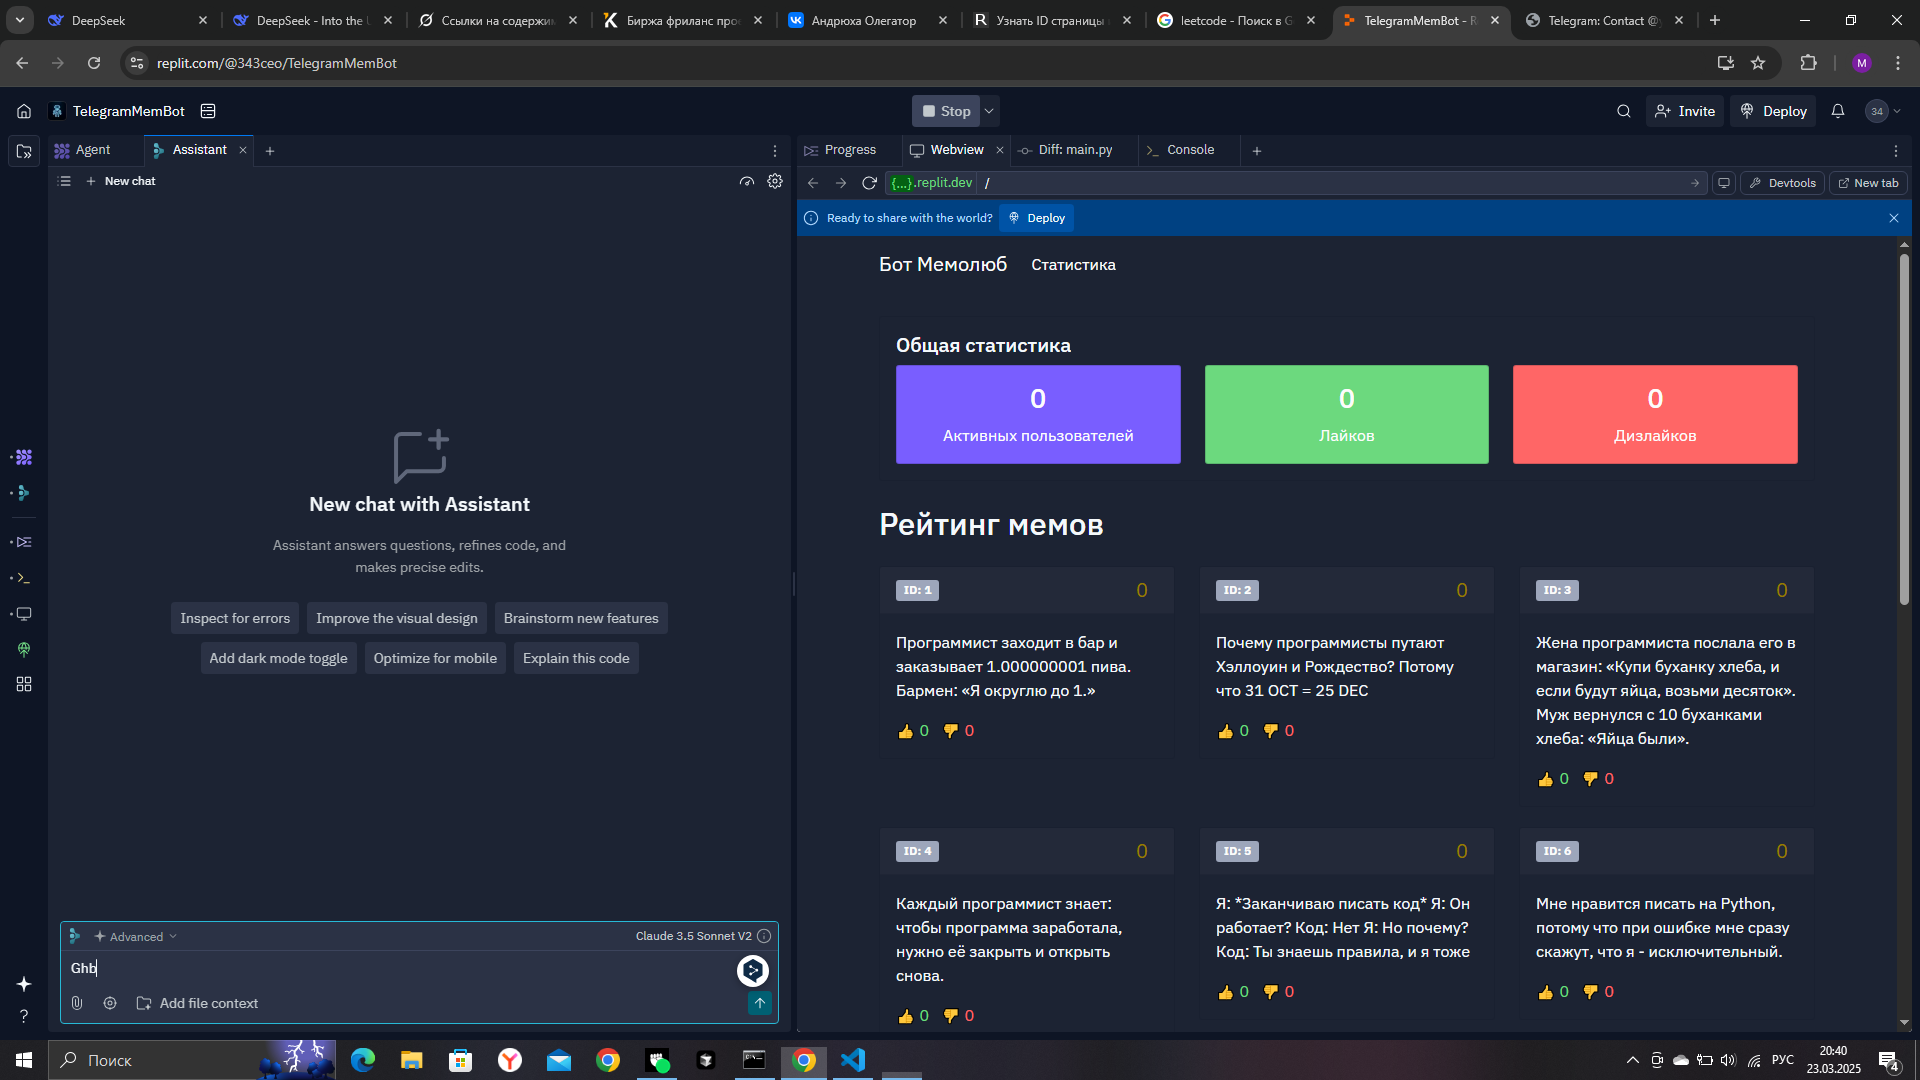 DeepSeek
DeepSeek - Into the U
Ссылки на содержим
Биржа фриланс прое
Андрюха Олегатор
Узнать ID страницы
leetcode - Поиск в G
TelegramMemBot - R
Telegram: Contact @
replit.com/@343ceo/TelegramMemBot
M
TelegramMemBot
Stop
Invite
Deploy
34
Agent
Assistant
Progress
Webview
Diff: main.py
Console
New chat
{...}.replit.dev
/
Devtools
New tab
Ready to share with the world?
Deploy
Бот Мемолюб
Статистика
Общая статистика
0
Активных пользователей
0
Лайков
0
Дизлайков
Рейтинг мемов
ID: 1
0
Программист заходит в бар и
заказывает 1.000000001 пива.
Бармен: «Я округлю до 1.»
👍 0 👎 0
ID: 2
0
Почему программисты путают
Хэллоуин и Рождество? Потому
что 31 OCT = 25 DEC
👍 0 👎 0
ID: 3
0
Жена программиста послала его в
магазин: «Купи буханку хлеба, и
если будут яйца, возьми десяток».
Муж вернулся с 10 буханками
хлеба: «Яйца были».
👍 0 👎 0
ID: 4
0
Каждый программист знает:
чтобы программа заработала,
нужно её закрыть и открыть
снова.
👍 0 👎 0
ID: 5
0
Я: *Заканчиваю писать код* Я: Он
работает? Код: Нет Я: Но почему?
Код: Ты знаешь правила, и я тоже
👍 0 👎 0
ID: 6
0
Мне нравится писать на Python,
потому что при ошибке мне сразу
скажут, что я - исключительный.
👍 0 👎 0
New chat with Assistant
Assistant answers questions, refines code, and
makes precise edits.
Inspect for errors
Improve the visual design
Brainstorm new features
Add dark mode toggle
Optimize for mobile
Explain this code
Advanced
Claude 3.5 Sonnet V2
Ghb
Add file context
Поиск
РУС
20:40
23.03.2025
4